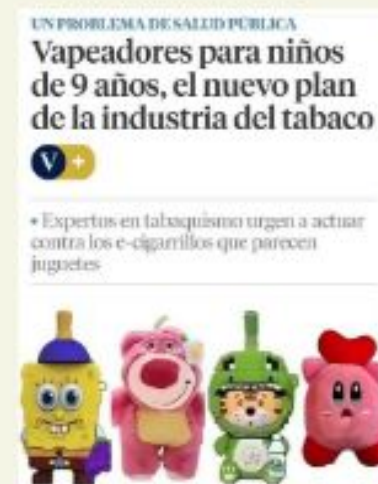 UN PROBLEMA DE SALUD PÚBLICA
Vapeadores para niños
de 9 años, el nuevo plan
de la industria del tabaco
V +
• Expertos en tabaquismo urgen a actuar
contra los e-cigarrillos que parecen
juguetes